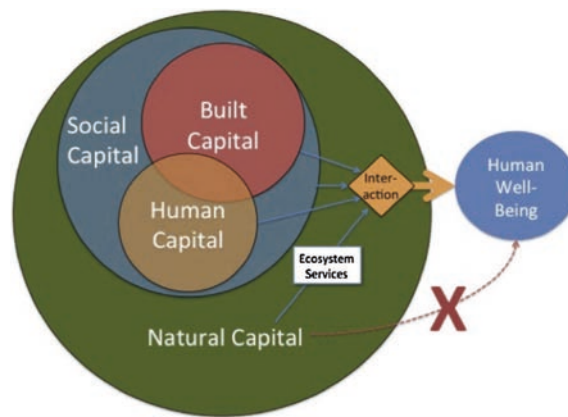 Social
Capital
Built
Capital
Human
Capital
Inter-
action
Human
Well-
Being
Ecosystem
Services
Natural Capital
X